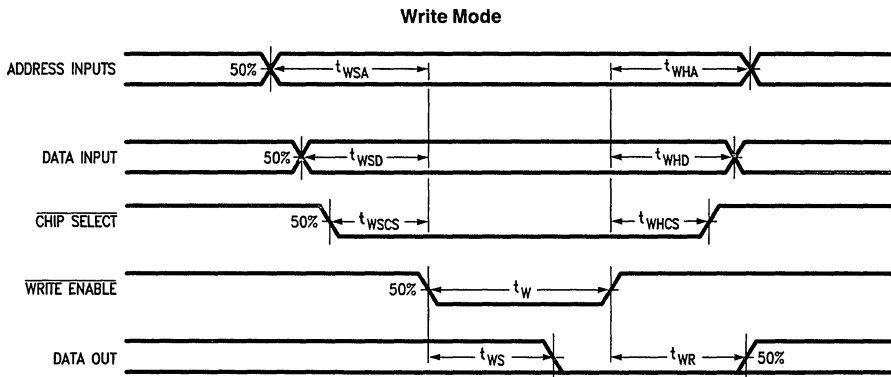 Write Mode
ADDRESS INPUTS 50% tWSA tWHA
DATA INPUT 50% tWSD tWHD
CHIP SELECT 50% tWSCS tWHCS
WRITE ENABLE 50% tW
DATA OUT tWS tWR 50%